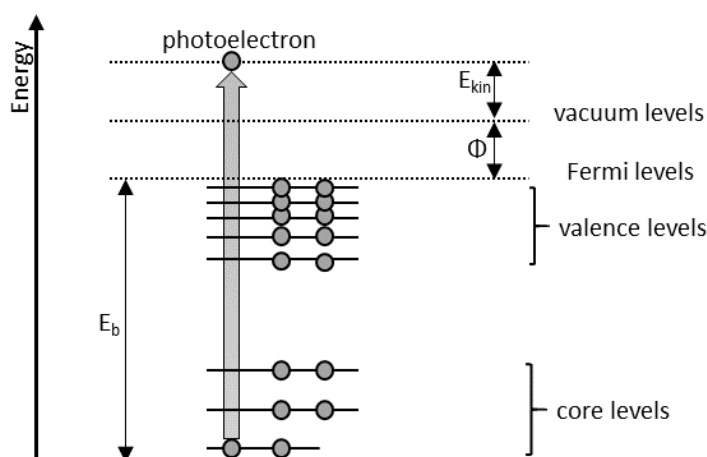 photoelectron
Energy
E_kin
vacuum levels
Φ
Fermi levels
valence levels
E_b
core levels